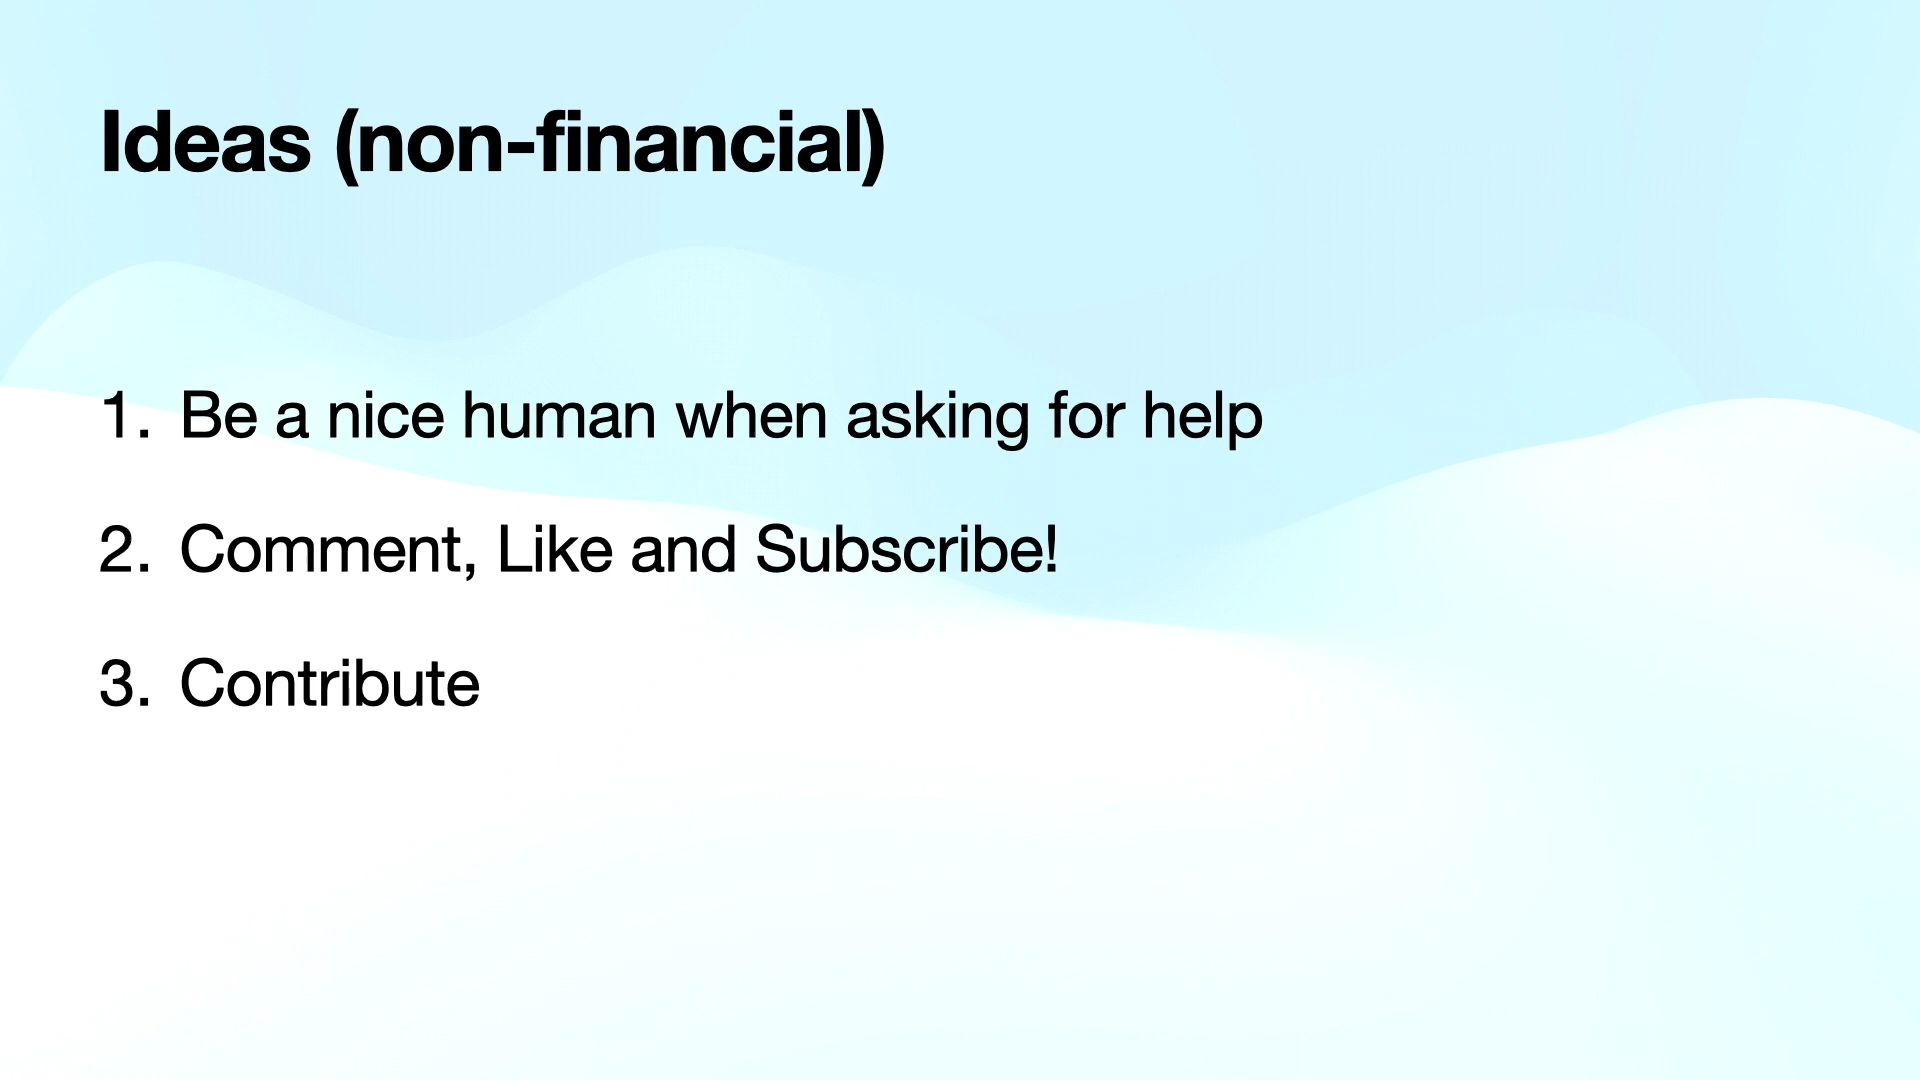 Ideas (non-financial)
1. Be a nice human when asking for help
2. Comment, Like and Subscribe!
3. Contribute